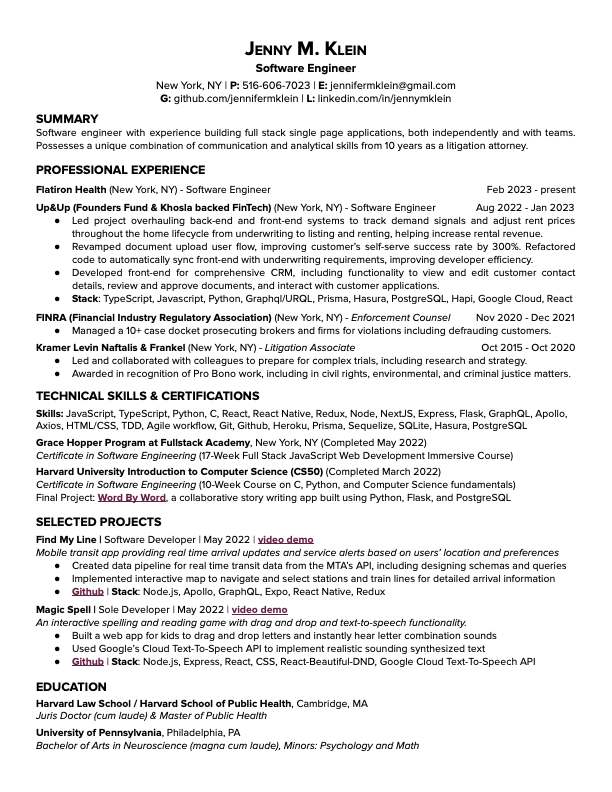 JENNY M. KLEIN
Software Engineer
New York, NY | P: 516-606-7023 | E: jennifermklein@gmail.com
G: github.com/jennifermklein | L: linkedin.com/in/jennymklein
SUMMARY
Software engineer with experience building full stack single page applications, both independently and with teams.
Possesses a unique combination of communication and analytical skills from 10 years as a litigation attorney.
PROFESSIONAL EXPERIENCE
Flatiron Health (New York, NY) - Software Engineer Feb 2023 - present
Up&Up (Founders Fund & Khosla backed FinTech) (New York, NY) - Software Engineer Aug 2022 - Jan 2023
● Led project overhauling back-end and front-end systems to track demand signals and adjust rent prices
throughout the home lifecycle from underwriting to listing and renting, helping increase rental revenue.
● Revamped document upload user flow, improving customer's self-serve success rate by 300%. Refactored
code to automatically sync front-end with underwriting requirements, improving developer efficiency.
● Developed front-end for comprehensive CRM, including functionality to view and edit customer contact
details, review and approve documents, and interact with customer applications.
● Stack: TypeScript, Javascript, Python, Graphql/URQL, Prisma, Hasura, PostgreSQL, Hapi, Google Cloud, React
FINRA (Financial Industry Regulatory Association) (New York, NY) - Enforcement Counsel Nov 2020 - Dec 2021
● Managed a 10+ case docket prosecuting brokers and firms for violations including defrauding customers.
Kramer Levin Naftalis & Frankel (New York, NY) - Litigation Associate Oct 2015 - Oct 2020
● Led and collaborated with colleagues to prepare for complex trials, including research and strategy.
● Awarded in recognition of Pro Bono work, including in civil rights, environmental, and criminal justice matters.
TECHNICAL SKILLS & CERTIFICATIONS
Skills: JavaScript, TypeScript, Python, C, React, React Native, Redux, Node, NextJS, Express, Flask, GraphQL, Apollo,
Axios, HTML/CSS, TDD, Agile workflow, Git, Github, Heroku, Prisma, Sequelize, SQLite, Hasura, PostgreSQL
Grace Hopper Program at Fullstack Academy, New York, NY (Completed May 2022)
Certificate in Software Engineering (17-Week Full Stack JavaScript Web Development Immersive Course)
Harvard University Introduction to Computer Science (CS50) (Completed March 2022)
Certificate in Software Engineering (10-Week Course on C, Python, and Computer Science fundamentals)
Final Project: Word By Word, a collaborative story writing app built using Python, Flask, and PostgreSQL
SELECTED PROJECTS
Find My Line | Software Developer | May 2022 | video demo
Mobile transit app providing real time arrival updates and service alerts based on users' location and preferences
● Created data pipeline for real time transit data from the MTA's API, including designing schemas and queries
● Implemented interactive map to navigate and select stations and train lines for detailed arrival information
● Github | Stack: Node.js, Apollo, GraphQL, Expo, React Native, Redux
Magic Spell | Sole Developer | May 2022 | video demo
An interactive spelling and reading game with drag and drop and text-to-speech functionality.
● Built a web app for kids to drag and drop letters and instantly hear letter combination sounds
● Used Google's Cloud Text-To-Speech API to implement realistic sounding synthesized text
● Github | Stack: Node.js, Express, React, CSS, React-Beautiful-DND, Google Cloud Text-To-Speech API
EDUCATION
Harvard Law School / Harvard School of Public Health, Cambridge, MA
Juris Doctor (cum laude) & Master of Public Health
University of Pennsylvania, Philadelphia, PA
Bachelor of Arts in Neuroscience (magna cum laude), Minors: Psychology and Math